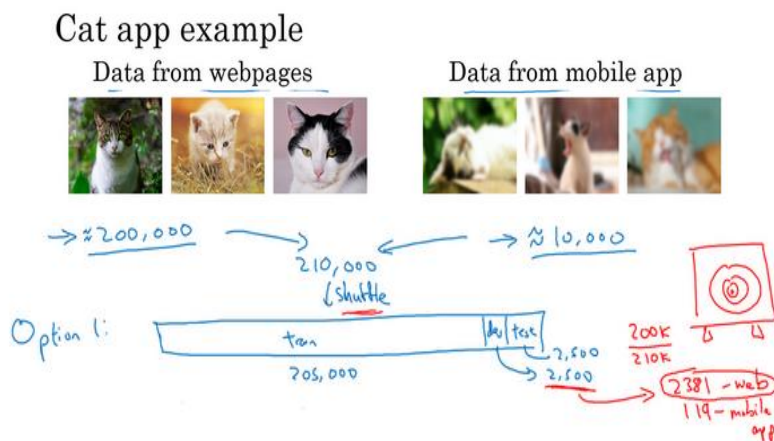 Cat app example
Data from webpages
Data from mobile app
→ ≈200,000
→ ≈10,000
210,000
↓ shuffle
Option 1:
train
dev
test
2,500
2,500
205,000
200K
210K
2381 - web
119 - mobile
app